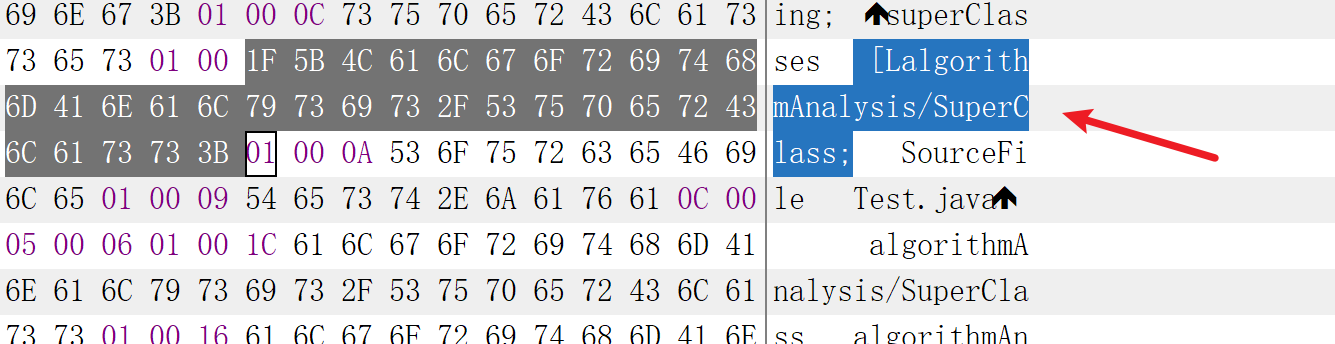 69 6E 67 3B 01 00 0C 73 75 70 65 72 43 6C 61 73 ing; superClas
73 65 73 01 00 1F 5B 4C 61 6C 67 6F 72 69 74 68 ses [Lalgorith
6D 41 6E 61 6C 79 73 69 73 2F 53 75 70 65 72 43 mAnalysis/SuperC
6C 61 73 73 3B 01 00 0A 53 6F 75 72 63 65 46 69 lass; SourceFi
6C 65 01 00 09 54 65 73 74 2E 6A 61 76 61 0C 00 le Test.java
05 00 06 01 00 1C 61 6C 67 6F 72 69 74 68 6D 41 algorithmA
6E 61 6C 79 73 69 73 2F 53 75 70 65 72 43 6C 61 nalysis/SuperCla
73 73 01 00 16 61 6C 67 6F 72 69 74 68 6D 41 6E ss algorithmAn